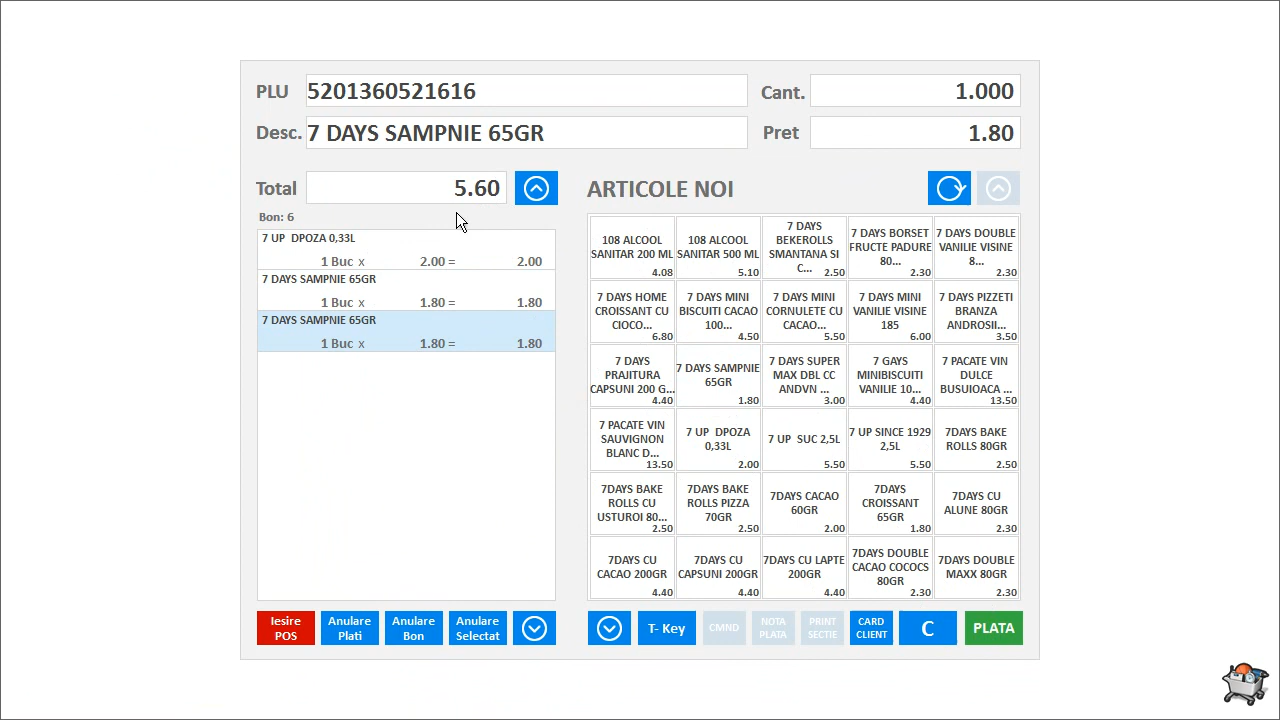 PLU 5201360521616 Cant. 1.000
Desc. 7 DAYS SAMPNIE 65GR Pret 1.80
Total 5.60 ARTICOLE NOI
Bon: 6
7 UP  DPOZA 0,33L
1 Buc x 2.00 = 2.00
7 DAYS SAMPNIE 65GR
1 Buc x 1.80 = 1.80
7 DAYS SAMPNIE 65GR
1 Buc x 1.80 = 1.80
108 ALCOOL
SANITAR 200 ML
4.08
108 ALCOOL
SANITAR 500 ML
5.10
7 DAYS
BEKEROLLS
SMANTANA SI
C... 2.50
7 DAYS BORSET
FRUCTE PADURE
80...
2.30
7 DAYS DOUBLE
VANILIE VISINE
8...
2.30
7 DAYS HOME
CROISSANT CU
CIOCO...
6.80
7 DAYS MINI
BISCUITI CACAO
100...
4.50
7 DAYS MINI
CORNULETE CU
CACAO...
5.50
7 DAYS MINI
VANILIE VISINE
185
6.00
7 DAYS PIZZETI
BRANZA
ANDROSII...
3.50
7 DAYS
PRAJITURA
CAPSUNI 200 G...
4.40
7 DAYS SAMPNIE
65GR
1.80
7 DAYS SUPER
MAX DBL CC
ANDVN ...
3.00
7 GAYS
MINIBISCUITI
VANILIE 10...
4.40
7 PACATE VIN
DULCE
BUSUIOACA ...
13.50
7 PACATE VIN
SAUVIGNON
BLANC D...
13.50
7 UP  DPOZA
0,33L
2.00
7 UP  SUC 2,5L
5.50
7 UP SINCE 1929
2,5L
5.50
7DAYS BAKE
ROLLS 80GR
2.50
7DAYS BAKE
ROLLS CU
USTUROI 80...
2.50
7DAYS BAKE
ROLLS PIZZA
70GR
2.50
7DAYS CACAO
60GR
2.00
7DAYS
CROISSANT
65GR
1.80
7DAYS CU
ALUNE 80GR
2.30
7DAYS CU
CACAO 200GR
4.40
7DAYS CU
CAPSUNI 200GR
4.40
7DAYS CU LAPTE
200GR
4.40
7DAYS DOUBLE
CACAO COCOCS
80GR
2.30
7DAYS DOUBLE
MAXX 80GR
2.30
Iesire
POS
Anulare
Plati
Anulare
Bon
Anulare
Selectat
T- Key
CMND
NOTA
PLATA
PRINT
SECTIE
CARD
CLIENT
C
PLATA